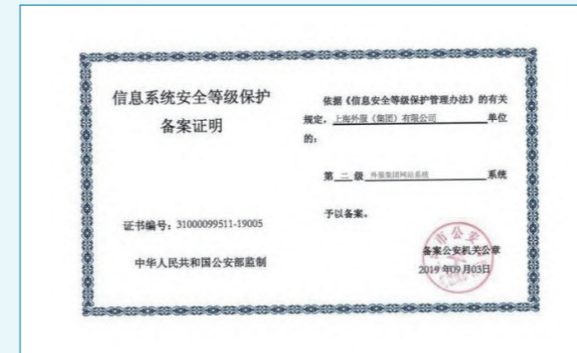 信息系统安全等级保护
备案证明
证书编号：31000099511-19005
中华人民共和国公安部监制
依据《信息安全等级保护管理办法》的有关
规定，上海外服（集团）有限公司 单位
的：
第 二 级 外服集团网站系统 系统
予以备案。
市公安
备案公安机关公章
2019 年09 月03日